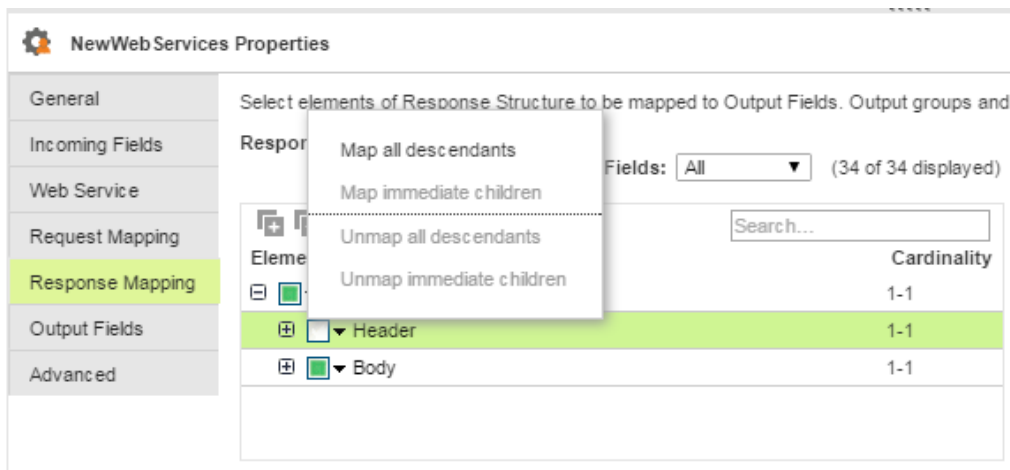 NewWebServices Properties
General
Incoming Fields
Web Service
Request Mapping
Response Mapping
Output Fields
Advanced
Select elements of Response Structure to be mapped to Output Fields. Output groups and
Respon
Fields: All (34 of 34 displayed)
Map all descendants
Map immediate children
Unmap all descendants
Unmap immediate children
Search...
Eleme Cardinality
1-1
Header 1-1
Body 1-1